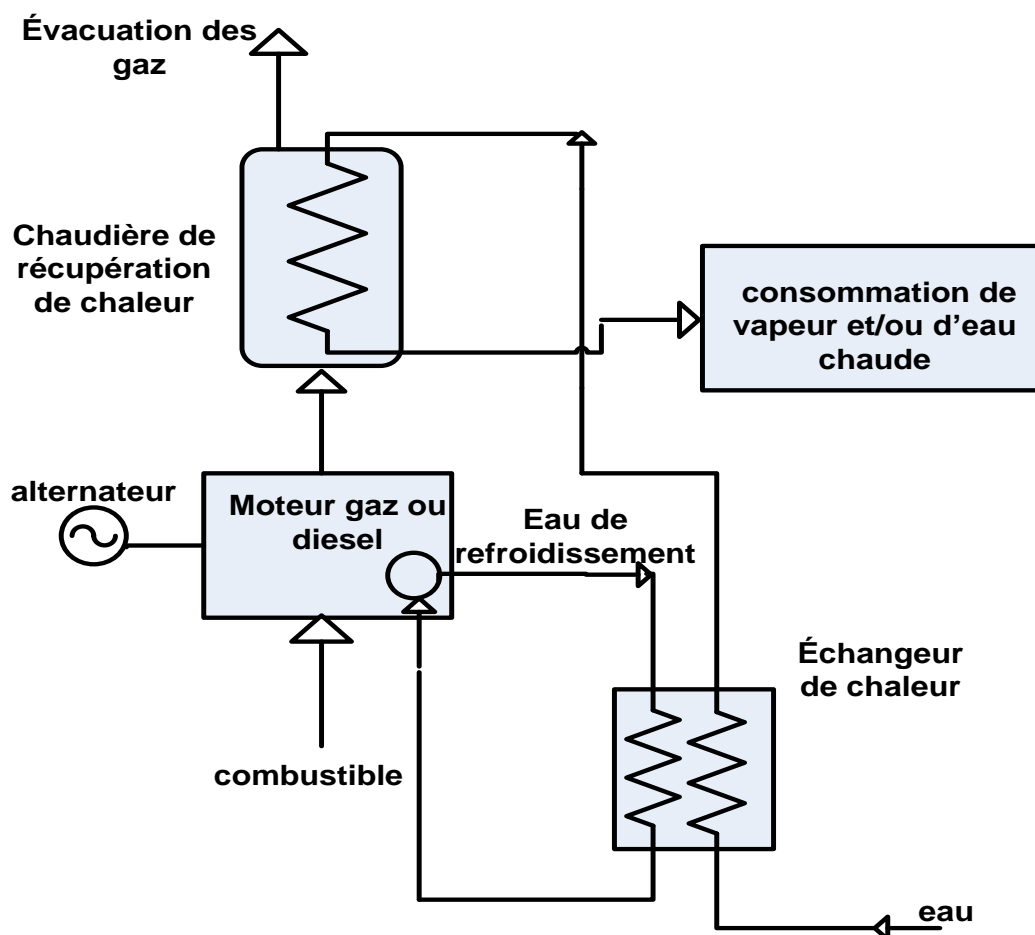 Évacuation des
gaz
Chaudière de
récupération
de chaleur
consommation de
vapeur et/ou d’eau
chaude
alternateur
Moteur gaz ou
diesel
Eau de
refroidissement
Échangeur
de chaleur
combustible
eau